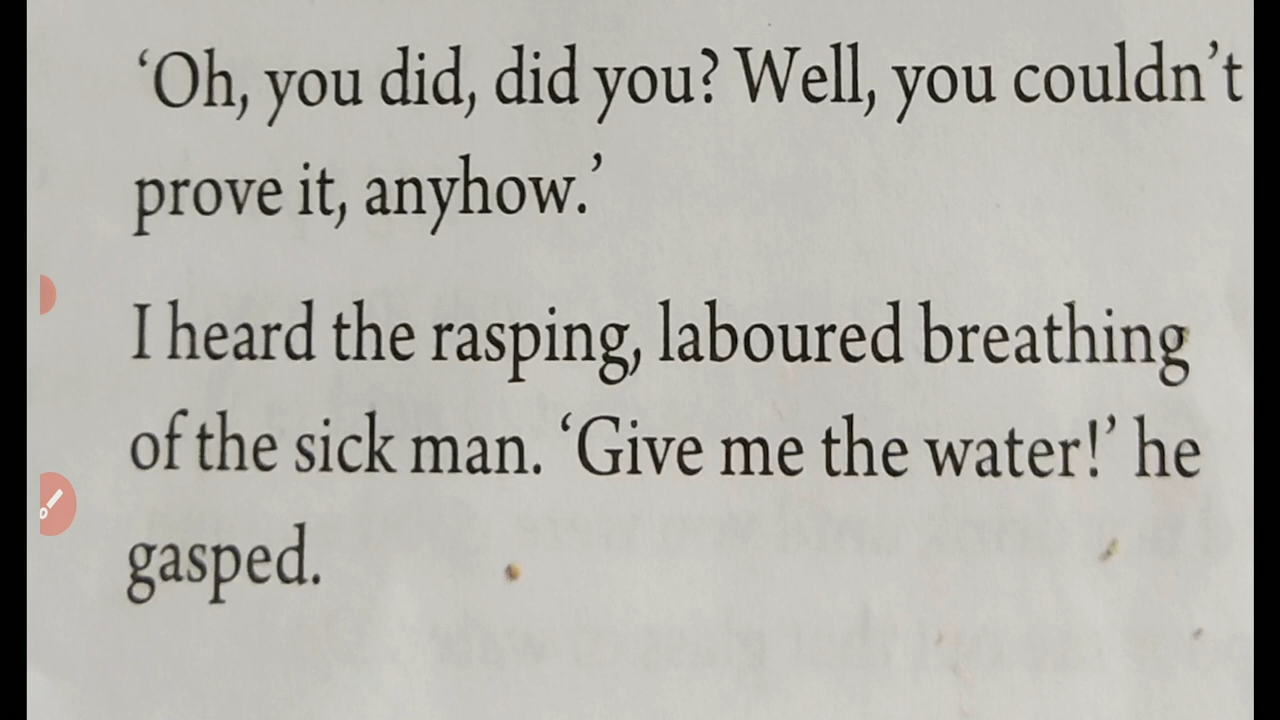 ‘Oh, you did, did you? Well, you couldn’t
prove it, anyhow.’
I heard the rasping, laboured breathing
of the sick man. ‘Give me the water!’ he
gasped.